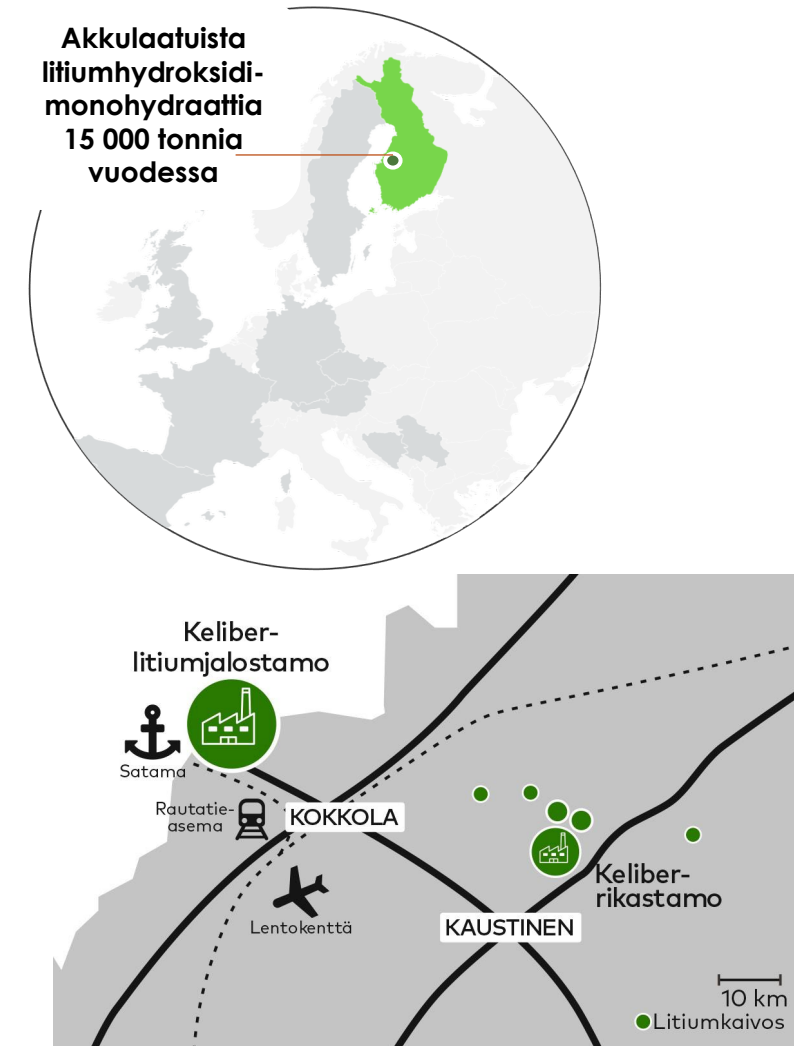 Akkulaatuista
litiumhydroksidi-
monohydraattia
15 000 tonnia
vuodessa
Keliber-
litiumjalostamo
Satama
Rautatie-
asema
KOKKOLA
Lentokenttä
Keliber-
rikastamo
KAUSTINEN
10 km
Litiumkaivos